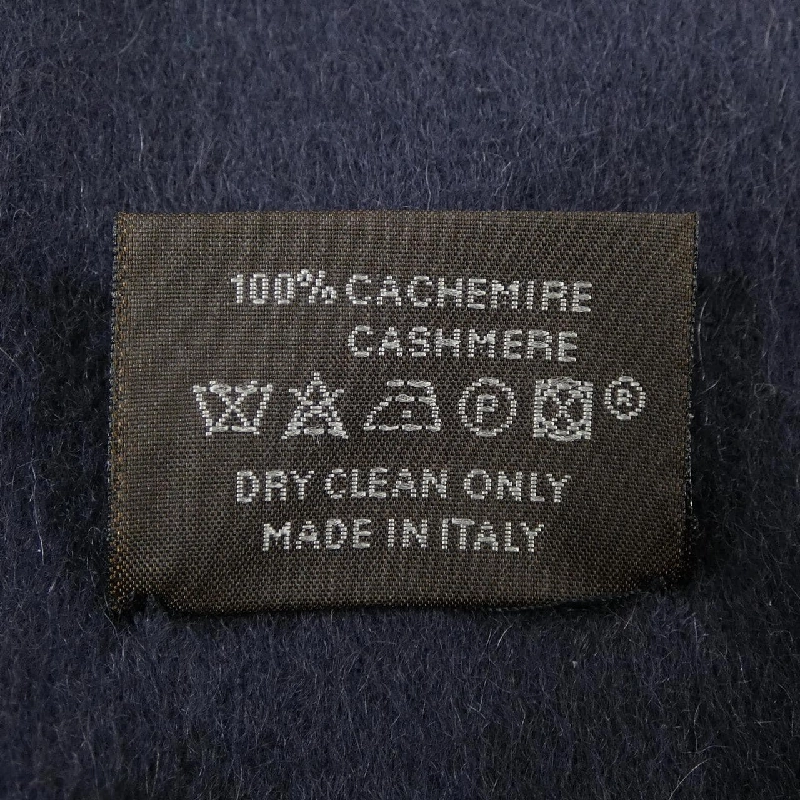 100% CACHEMIRE
CASHMERE
P ®
DRY CLEAN ONLY
MADE IN ITALY